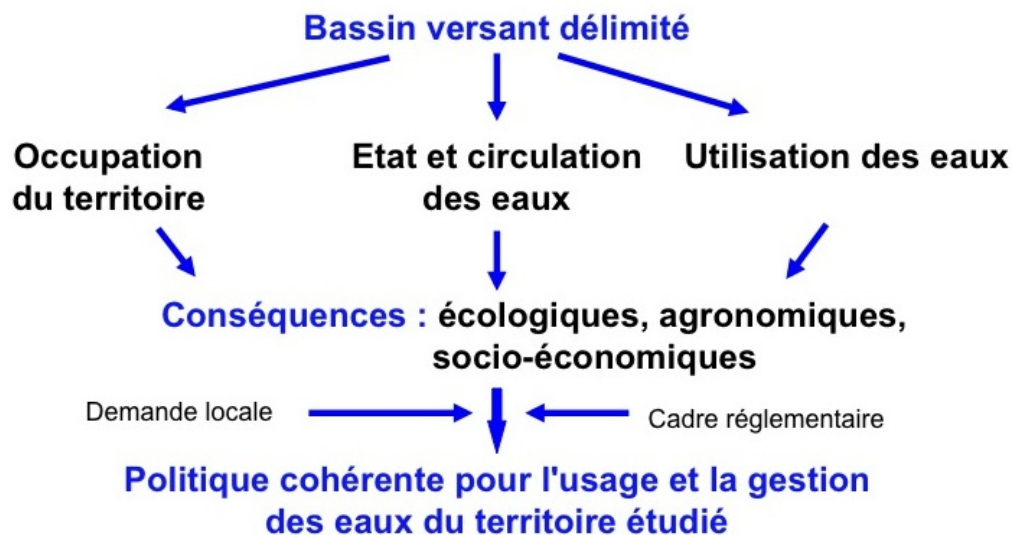 Bassin versant délimité
Occupation
du territoire
Etat et circulation
des eaux
Utilisation des eaux
Conséquences : écologiques, agronomiques,
socio-économiques
Demande locale
Cadre réglementaire
Politique cohérente pour l'usage et la gestion
des eaux du territoire étudié